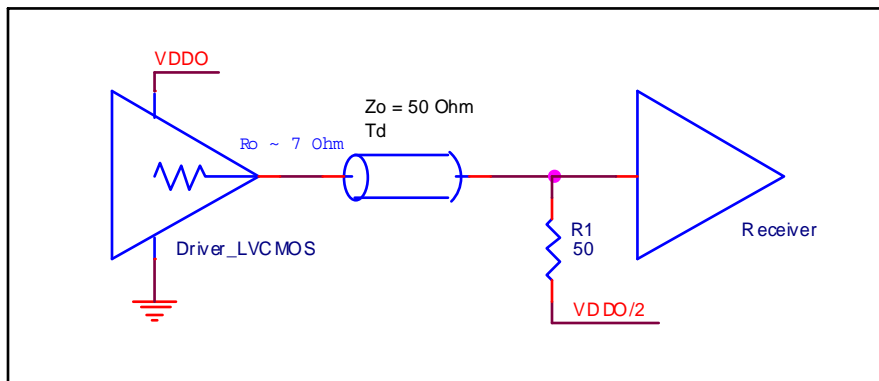 VDDO
Zo = 50 Ohm
Td
Ro ~ 7 Ohm
R1
50
Receiver
Driver_LVCMOS
VDDO/2